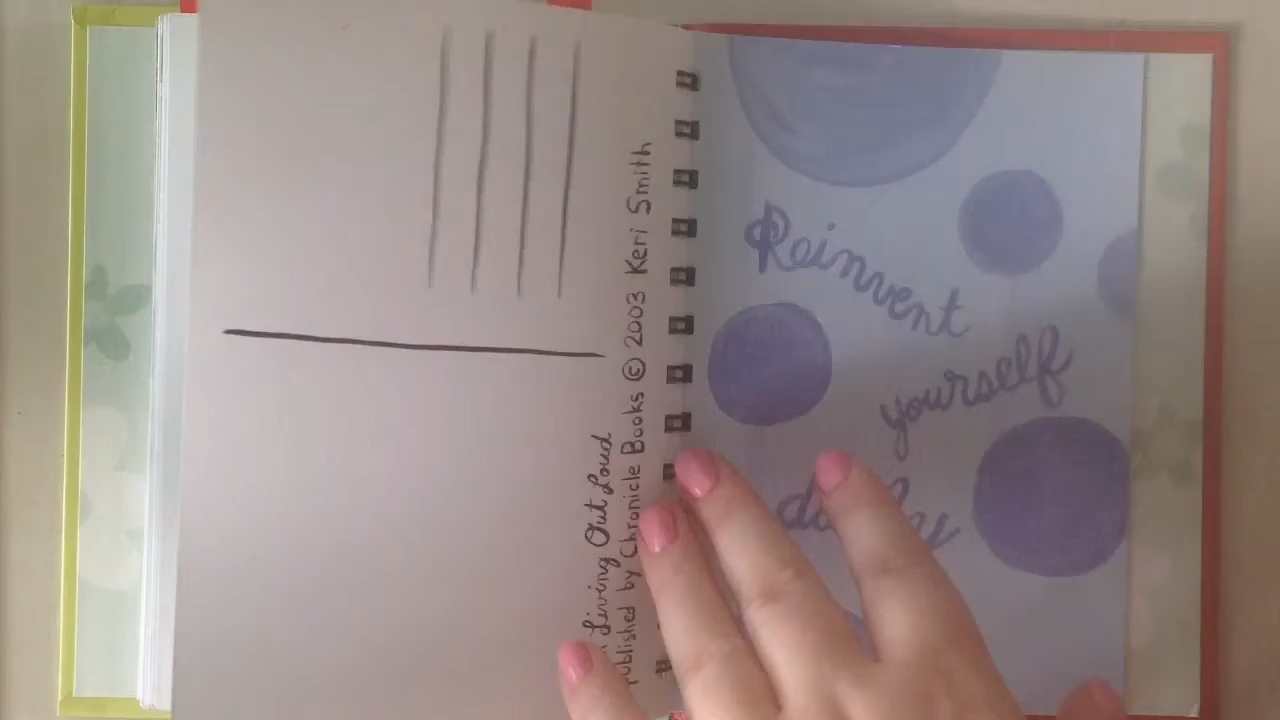 Living Out Loud
published by Chronicle Books © 2003 Keri Smith
Reinvent
yourself